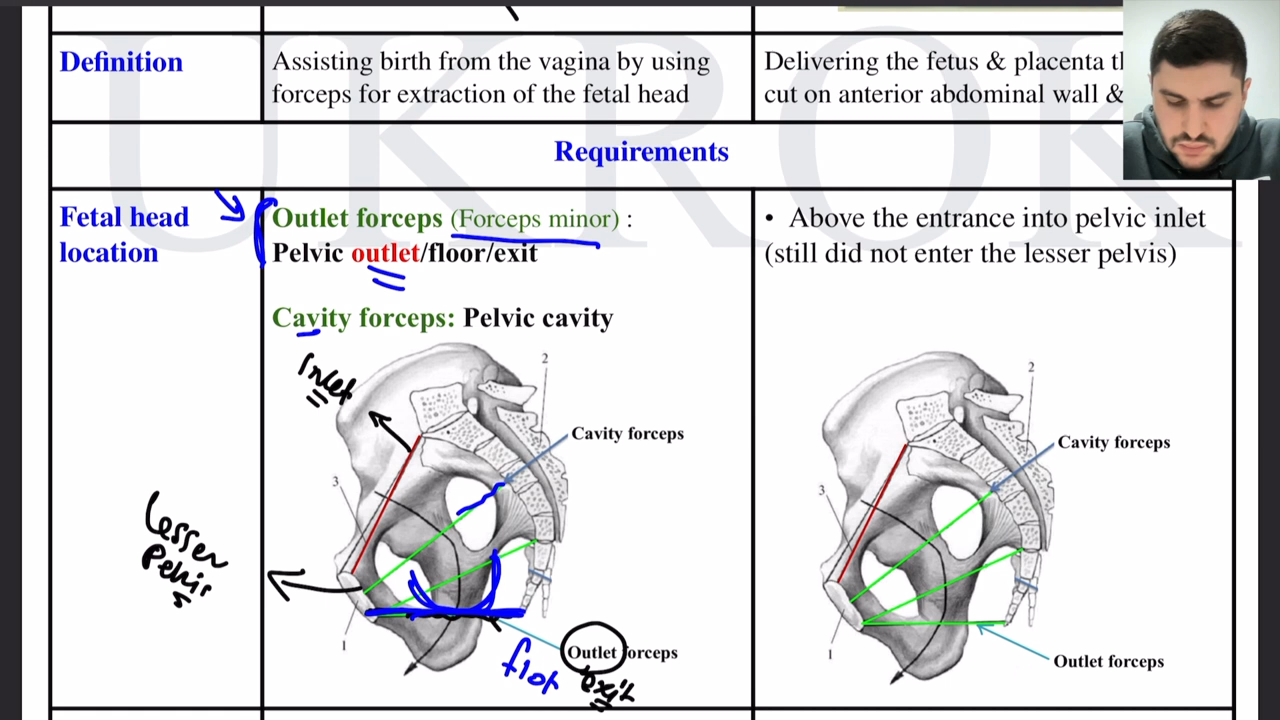 UKROK
Definition
Assisting birth from the vagina by using
forceps for extraction of the fetal head
Delivering the fetus & placenta
cut on anterior abdominal wall &
Requirements
Fetal head
location
Outlet forceps (Forceps minor) :
Pelvic outlet/floor/exit
Cavity forceps: Pelvic cavity
• Above the entrance into pelvic inlet
(still did not enter the lesser pelvis)
Inlet
2
Cavity forceps
3
Lesser
Pelvis
1
Outlet forceps
exit
2
Cavity forceps
3
1
Outlet forceps